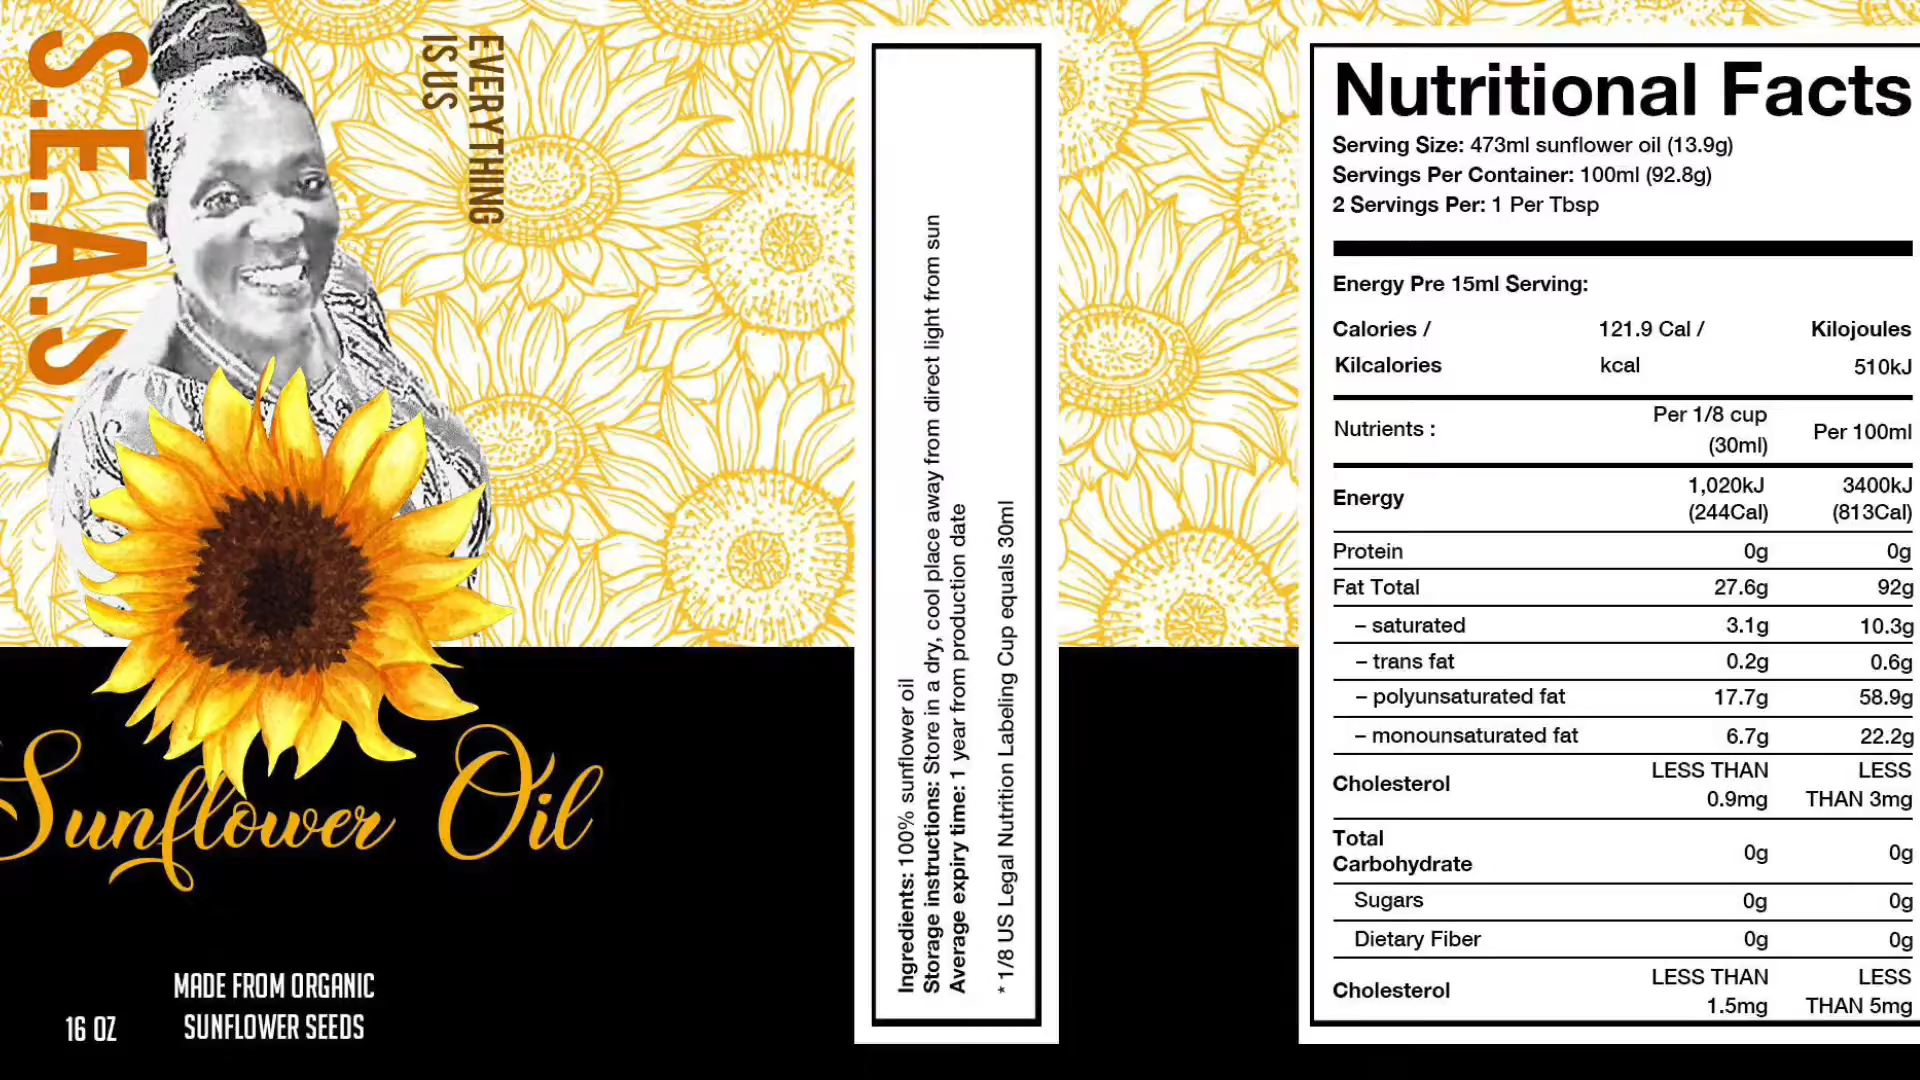 S.E.A.S
EVERYTHING
IS US
Sunflower Oil
MADE FROM ORGANIC
SUNFLOWER SEEDS
16 OZ
Ingredients: 100% sunflower oil
Storage instructions: Store in a dry, cool place away from direct light from sun
Average expiry time: 1 year from production date
* 1/8 US Legal Nutrition Labeling Cup equals 30ml
Nutritional Facts
Serving Size: 473ml sunflower oil (13.9g)
Servings Per Container: 100ml (92.8g)
2 Servings Per: 1 Per Tbsp
Energy Pre 15ml Serving:
Calories / 121.9 Cal / Kilojoules
Kilcalories kcal 510kJ
Nutrients : Per 1/8 cup (30ml) Per 100ml
Energy 1,020kJ (244Cal) 3400kJ (813Cal)
Protein 0g 0g
Fat Total 27.6g 92g
– saturated 3.1g 10.3g
– trans fat 0.2g 0.6g
– polyunsaturated fat 17.7g 58.9g
– monounsaturated fat 6.7g 22.2g
Cholesterol LESS THAN 0.9mg LESS THAN 3mg
Total Carbohydrate 0g 0g
Sugars 0g 0g
Dietary Fiber 0g 0g
Cholesterol LESS THAN 1.5mg LESS THAN 5mg